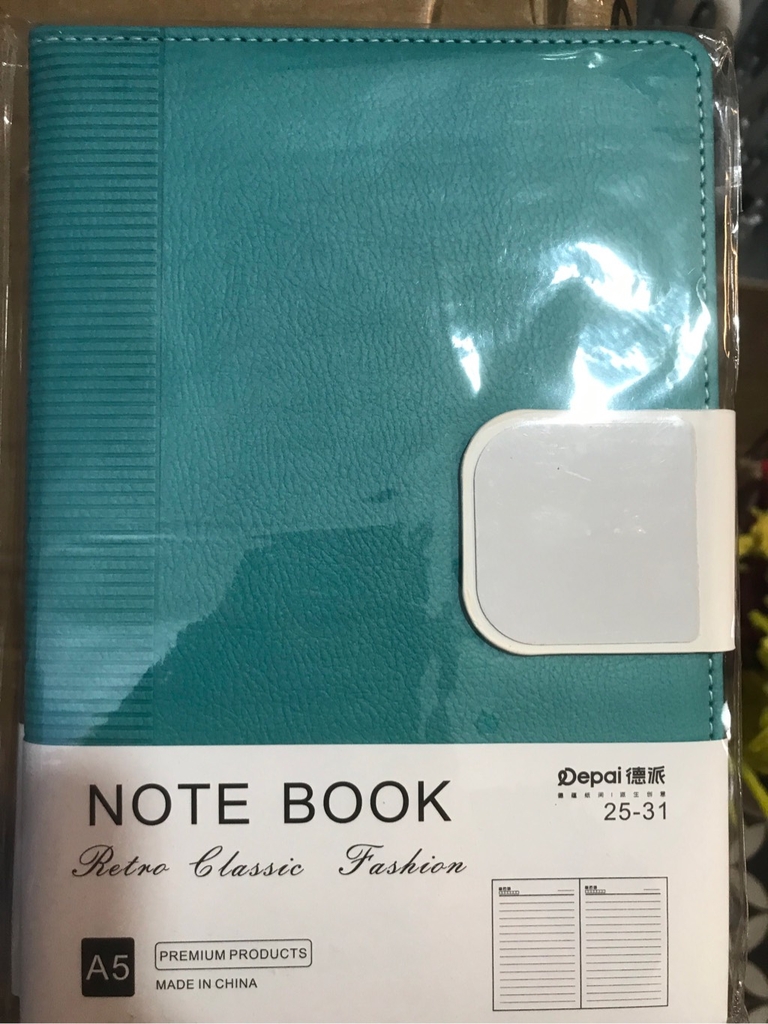 NOTE BOOK
Retro Classic Fashion
Depai 德派
25-31
A5
PREMIUM PRODUCTS
MADE IN CHINA